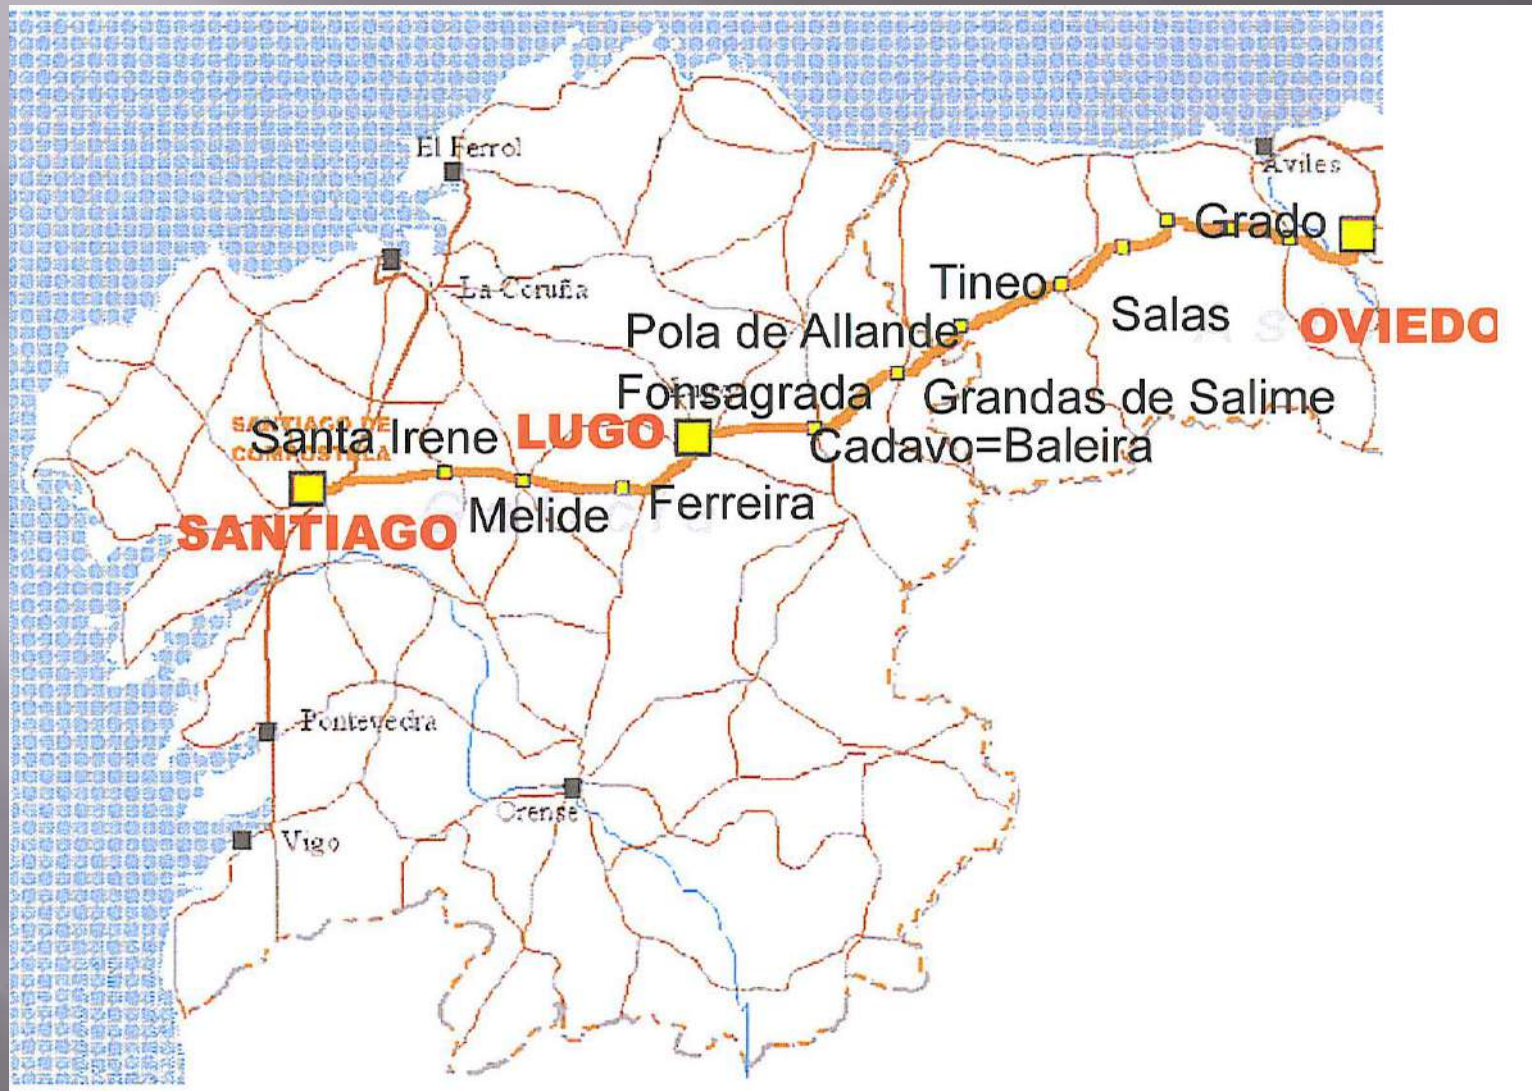 El Ferrol
Aviles
Grado
La Coruña
Tineo
Salas
OVIEDO
Pola de Allande
Fonsagrada
Grandas de Salime
SANTIAGO DE
COMPOSTELA
Santa Irene
LUGO
Cadavo=Baleira
Ferreira
Melide
SANTIAGO
Pontevedra
Orense
Vigo